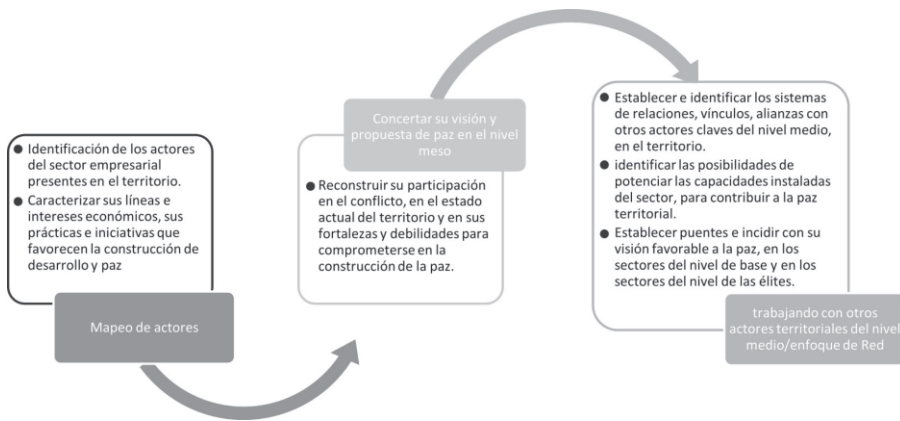 ● Identificación de los actores
del sector empresarial
presentes en el territorio.
● Caracterizar sus líneas e
intereses económicos, sus
prácticas e iniciativas que
favorecen la construcción de
desarrollo y paz
Mapeo de actores
Concertar su visión y
propuesta de paz en el nivel
meso
● Reconstruir su participación
en el conflicto, en el estado
actual del territorio y en sus
fortalezas y debilidades para
comprometerse en la
construcción de la paz.
● Establecer e identificar los sistemas
de relaciones, vínculos, alianzas con
otros actores claves del nivel medio,
en el territorio.
● identificar las posibilidades de
potenciar las capacidades instaladas
del sector, para contribuir a la paz
territorial.
● Establecer puentes e incidir con su
visión favorable a la paz, en los
sectores del nivel de base y en los
sectores del nivel de las élites.
trabajando con otros
actores territoriales del nivel
medio/enfoque de Red